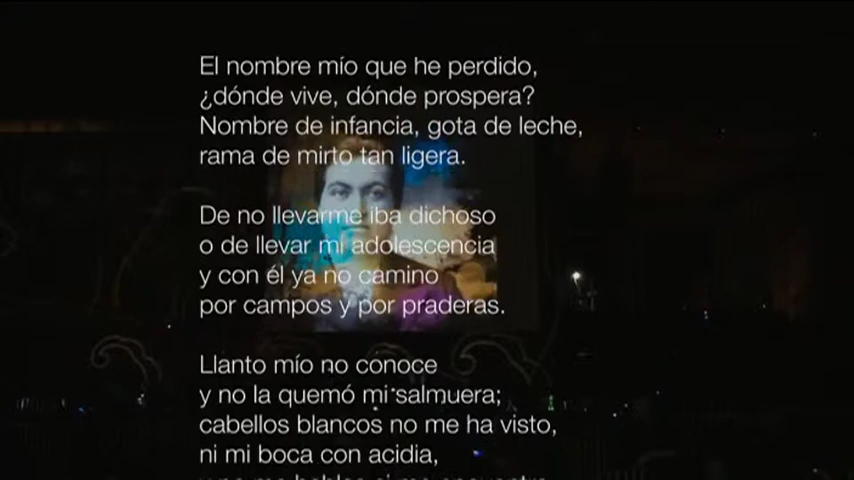 El nombre mío que he perdido,
¿dónde vive, dónde prospera?
Nombre de infancia, gota de leche,
rama de mirto tan ligera.
De no llevarme iba dichoso
o de llevar mi adolescencia
y con él ya no camino
por campos y por praderas.
Llanto mío no conoce
y no la quemó mi salmuera;
cabellos blancos no me ha visto,
ni mi boca con acidia,